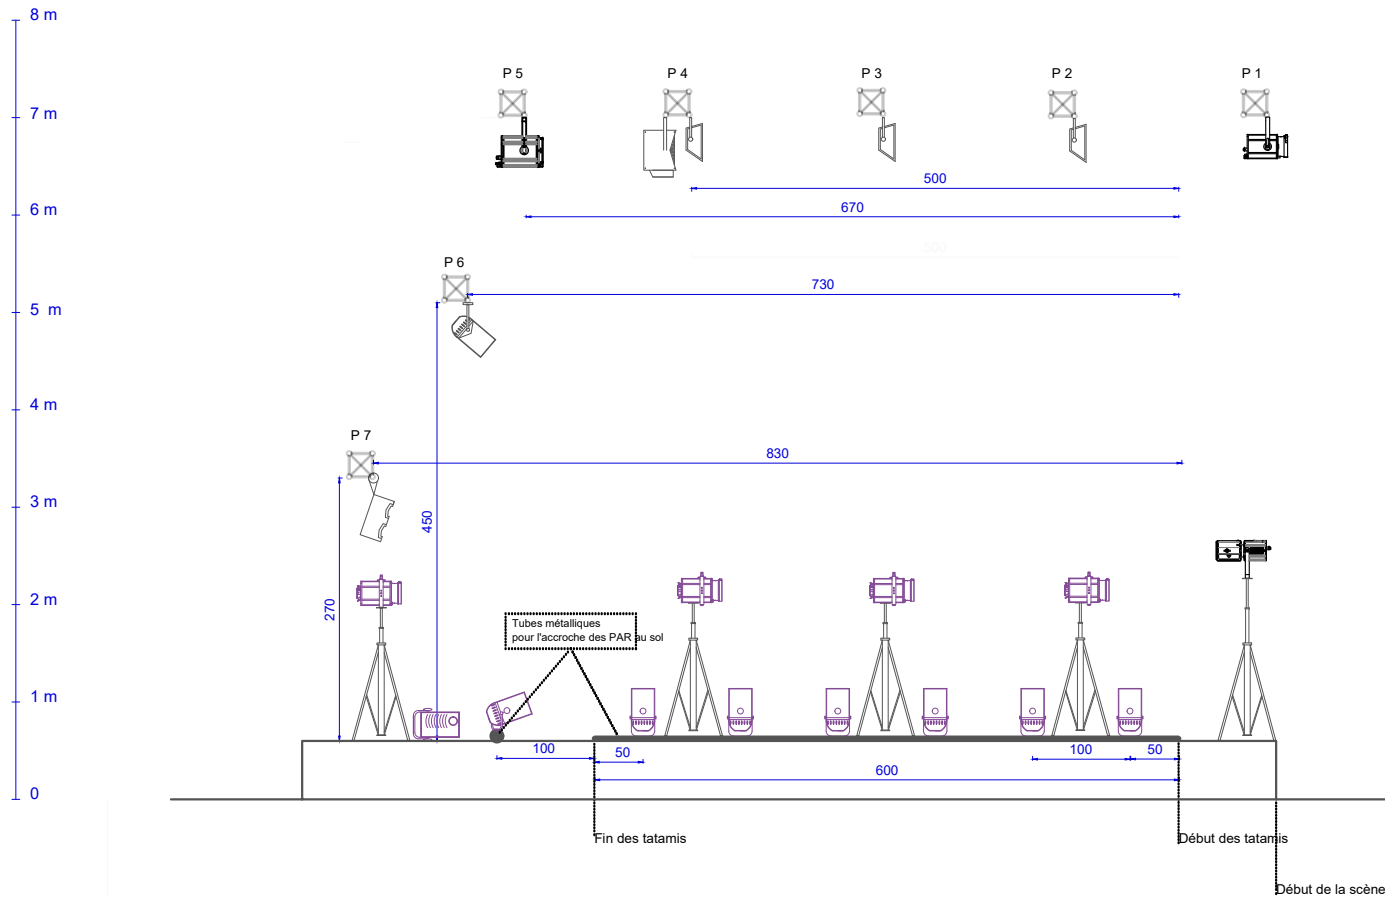 8 m
P 5
P 4
P 3
P 2
P 1
7 m
500
6 m
670
500
P 6
730
5 m
4 m
P 7
830
3 m
450
270
2 m
Tubes métalliques
pour l'accroche des PAR au sol
1 m
100
50
100
50
600
0
Fin des tatamis
Début des tatamis
Début de la scène